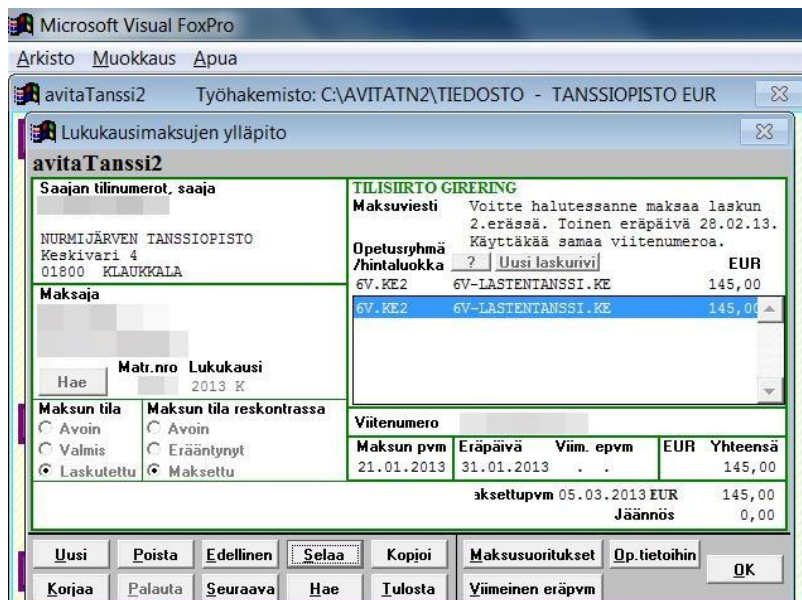 Microsoft Visual FoxPro
Arkisto Muokkaus Apua
avitaTanssi2 Työhakemisto: C:\AVITATN2\TIEDOSTO - TANSSIOPISTO EUR
Lukukausimaksujen ylläpito
avitaTanssi2
Saajan tilinumerot, saaja
NURMIJÄRVEN TANSSIOPISTO
Keskivari 4
01800 KLAUKKALA
TILISIIRTO GIRERING
Maksuviesti Voitte halutessanne maksaa laskun
2.erässä. Toinen eräpäivä 28.02.13.
Käyttäkää samaa viitenumeroa.
Opetusryhmä
/hintaluokka ? Uusi laskurivi EUR
6V.KE2 6V-LASTENTANSSI.KE 145,00
6V.KE2 6V-LASTENTANSSI.KE 145,00
Maksaja
Matr.nro Lukukausi
Hae 2013 K
Maksun tila Maksun tila reskontrassa
Avoin Avoin
Valmis Erääntynyt
Laskutettu Maksettu
Viitenumero
Maksun pvm Eräpäivä Viim. epvm EUR Yhteensä
21.01.2013 31.01.2013 . . 145,00
aksettupvm 05.03.2013 EUR 145,00
Jäännös 0,00
Uusi Poista Edellinen Selaa Kopioi Maksusuoritukset Op.tietoihin OK
Korjaa Palauta Seuraava Hae Tulosta Viimeinen eräpvm